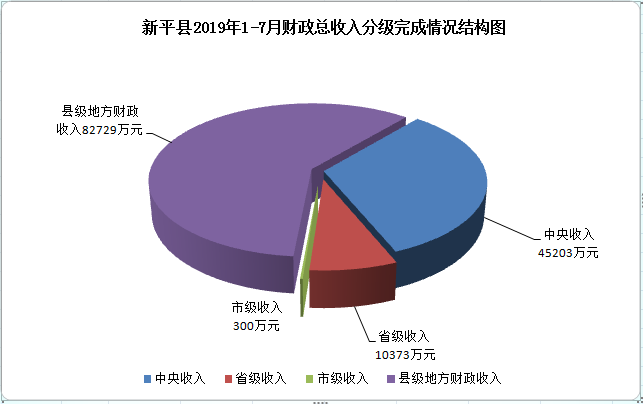 新平县2019年1-7月财政总收入分级完成情况结构图
县级地方财政
收入82729万元
中央收入
45203万元
市级收入
300万元
省级收入
10373万元
中央收入 省级收入 市级收入 县级地方财政收入